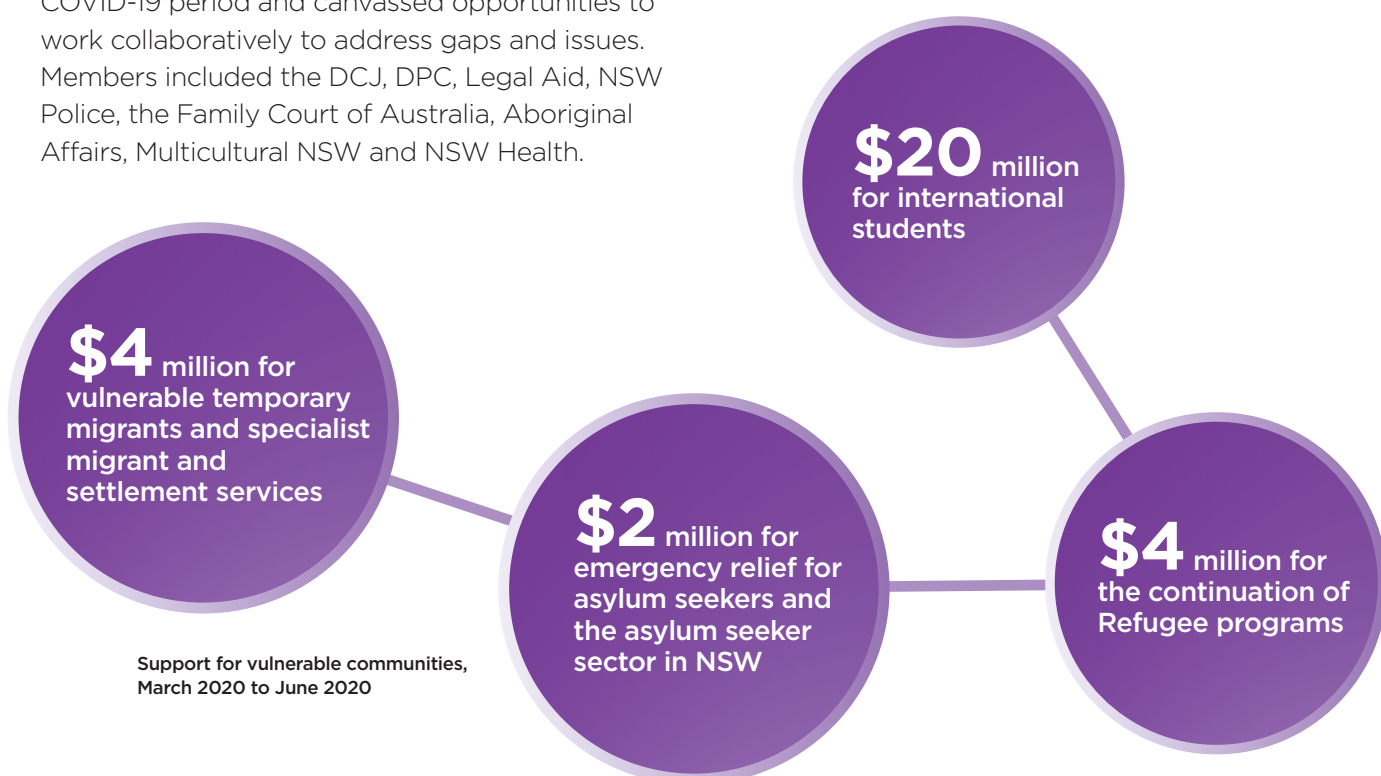 COVID-19 period and canvassed opportunities to
work collaboratively to address gaps and issues.
Members included the DCJ, DPC, Legal Aid, NSW
Police, the Family Court of Australia, Aboriginal
Affairs, Multicultural NSW and NSW Health.
$20 million
for international
students
$4 million for
vulnerable temporary
migrants and specialist
migrant and
settlement services
$2 million for
emergency relief for
asylum seekers and
the asylum seeker
sector in NSW
$4 million for
the continuation of
Refugee programs
Support for vulnerable communities,
March 2020 to June 2020